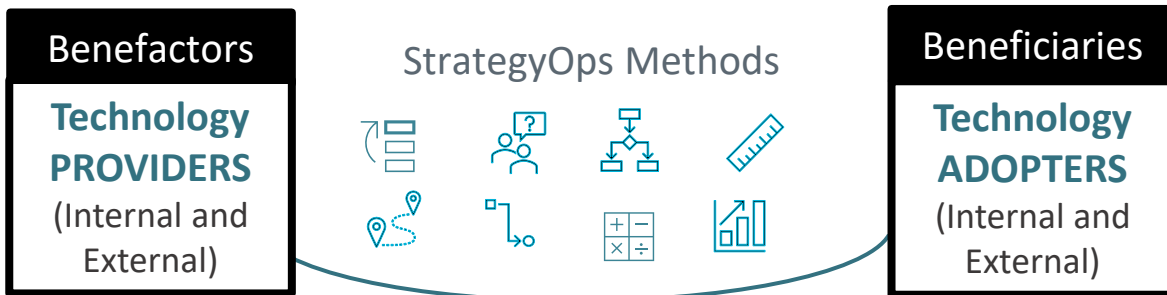 Benefactors
Technology
PROVIDERS
(Internal and
External)
StrategyOps Methods
?
+ −
× ÷
Beneficiaries
Technology
ADOPTERS
(Internal and
External)